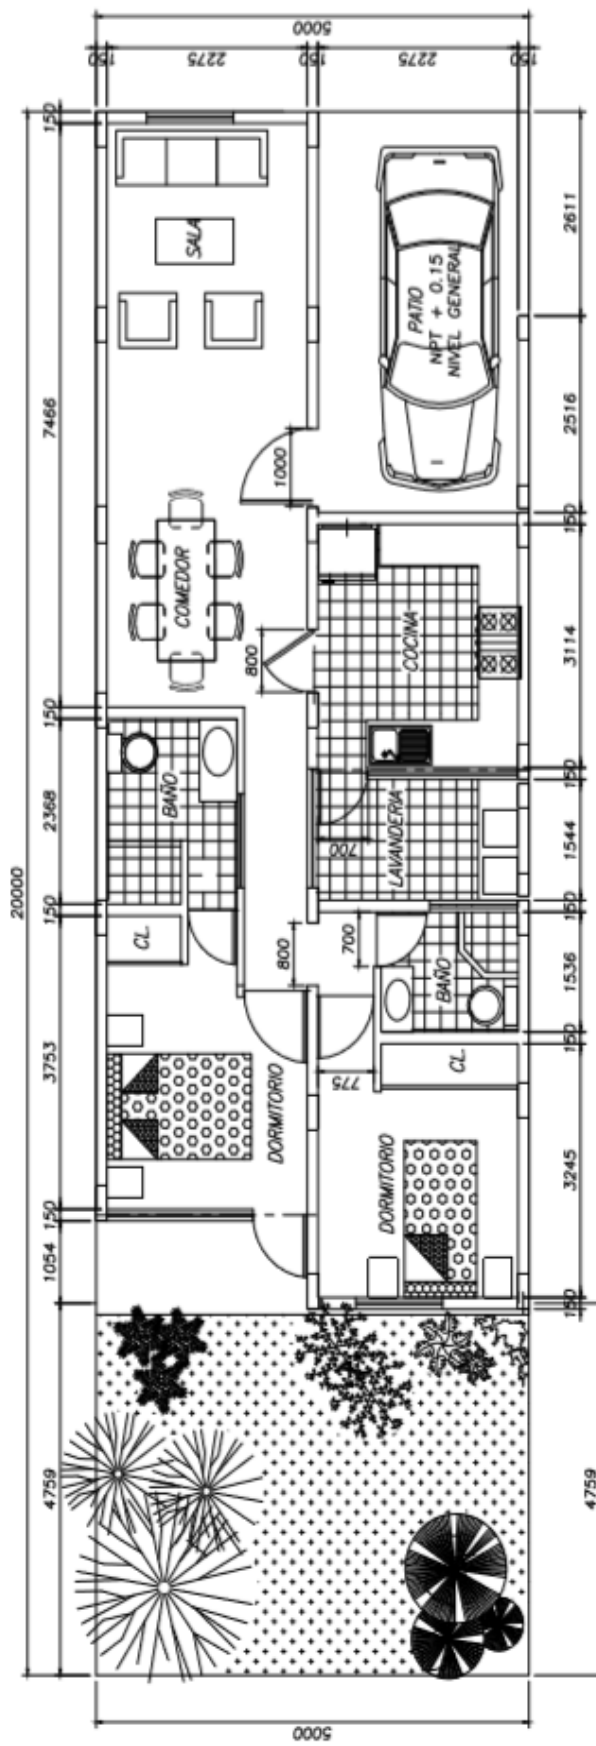 5000
150
2275
150
2275
150
20000
150
7466
150
2368
150
3753
150
1054
4759
2611
2516
150
3114
150
1544
150
1536
150
3245
150
4759
SALA
PATIO
NPT + 0.15
NIVEL GENERAL
1000
COMEDOR
800
COCINA
BAÑO
LAVANDERIA
700
CL.
800
700
BAÑO
775
CL.
DORMITORIO
DORMITORIO
5000